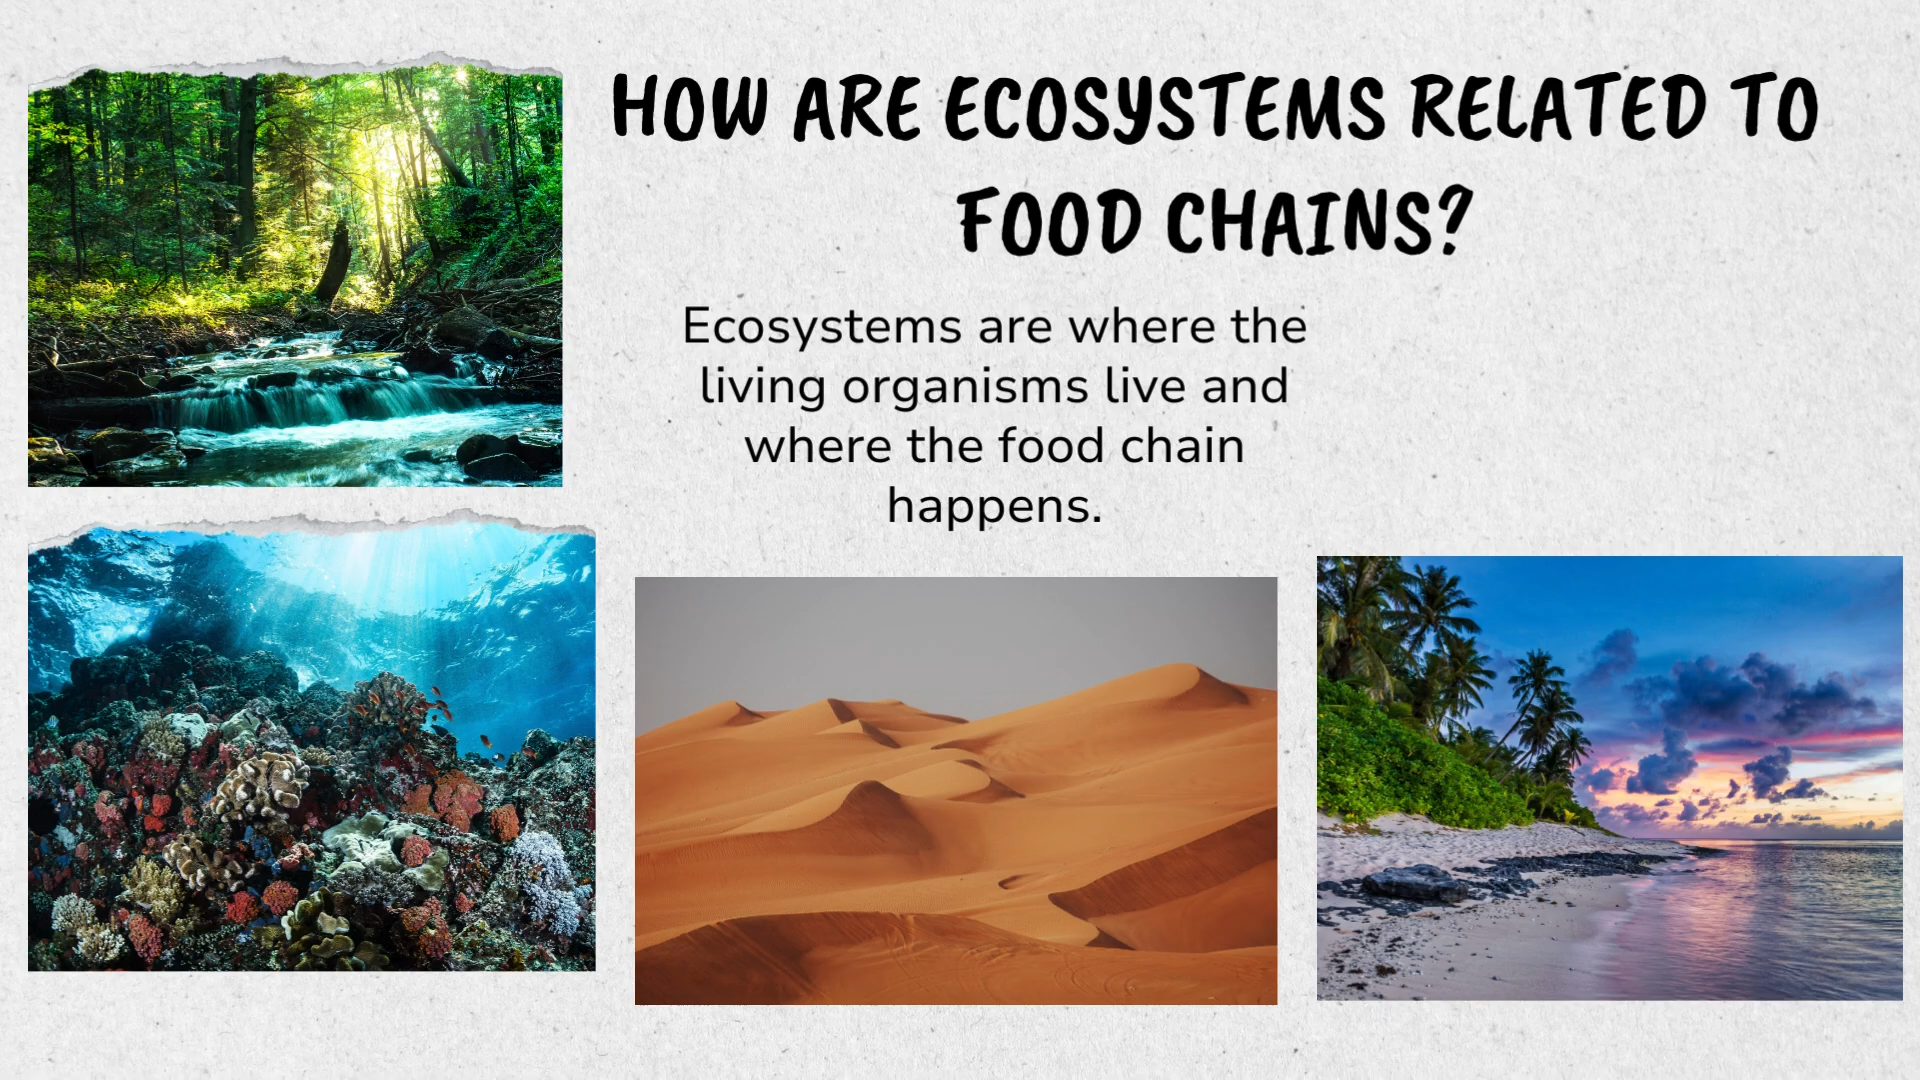 HOW ARE ECOSYSTEMS RELATED TO
FOOD CHAINS?
Ecosystems are where the
living organisms live and
where the food chain
happens.